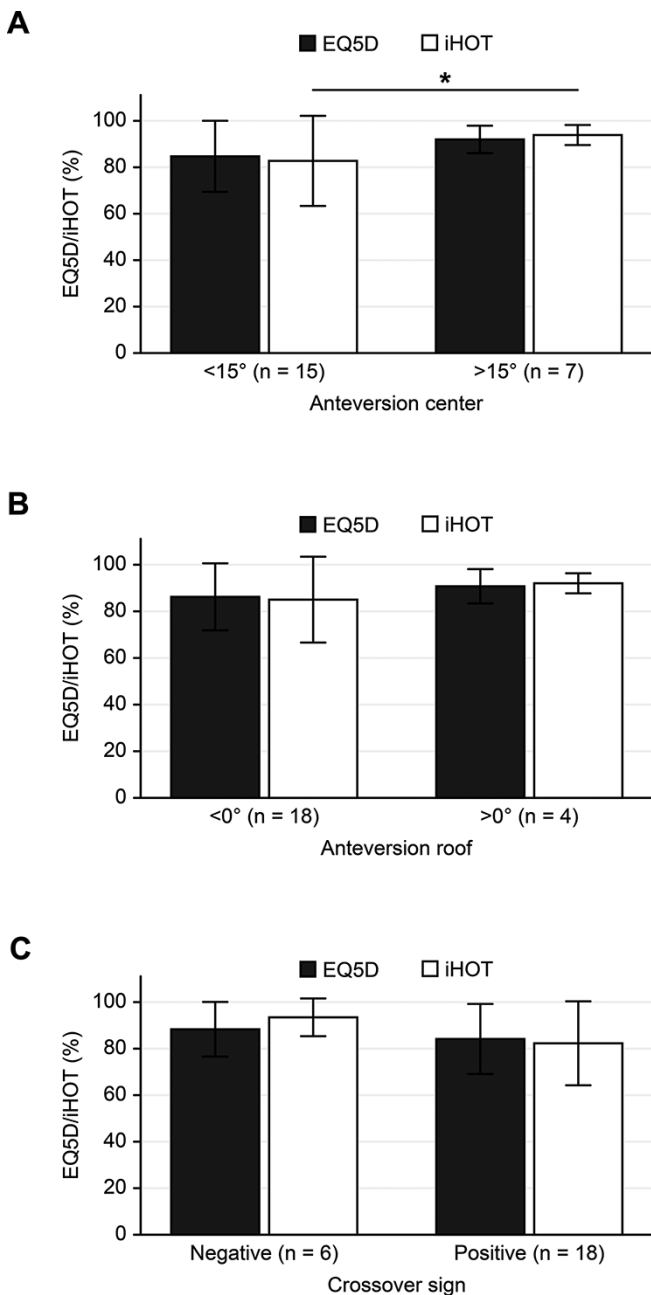 A
EQ5D iHOT
*
EQ5D/iHOT (%)
100
80
60
40
20
0
<15° (n = 15) >15° (n = 7)
Anteversion center
B
EQ5D iHOT
EQ5D/iHOT (%)
100
80
60
40
20
0
<0° (n = 18) >0° (n = 4)
Anteversion roof
C
EQ5D iHOT
EQ5D/iHOT (%)
100
80
60
40
20
0
Negative (n = 6) Positive (n = 18)
Crossover sign